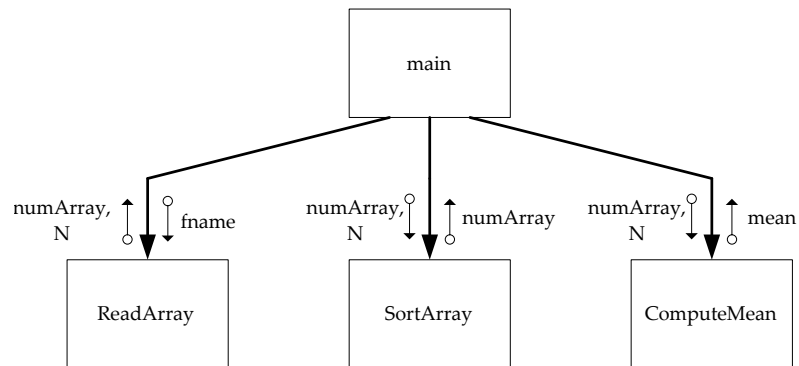 main
numArray,
N
fname
numArray,
N
numArray
numArray,
N
mean
ReadArray
SortArray
ComputeMean